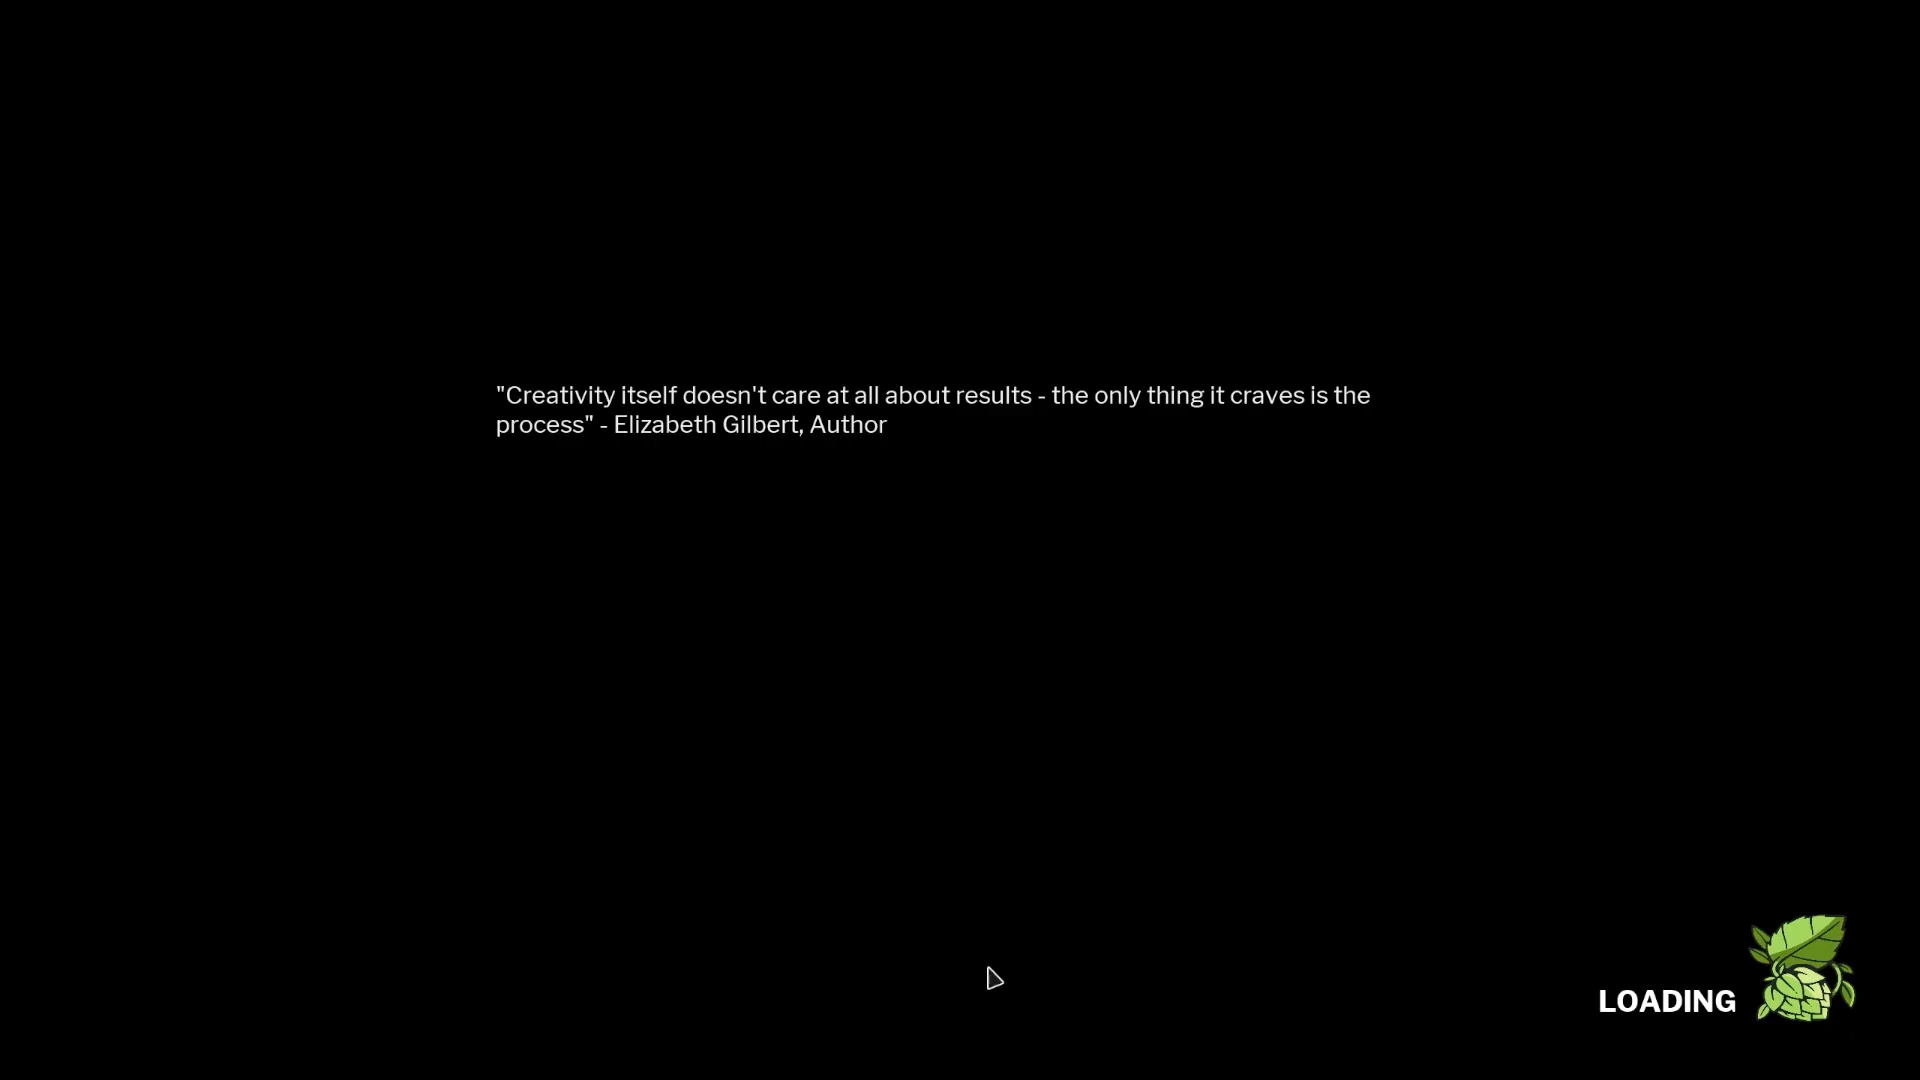 "Creativity itself doesn't care at all about results - the only thing it craves is the
process" - Elizabeth Gilbert, Author
LOADING